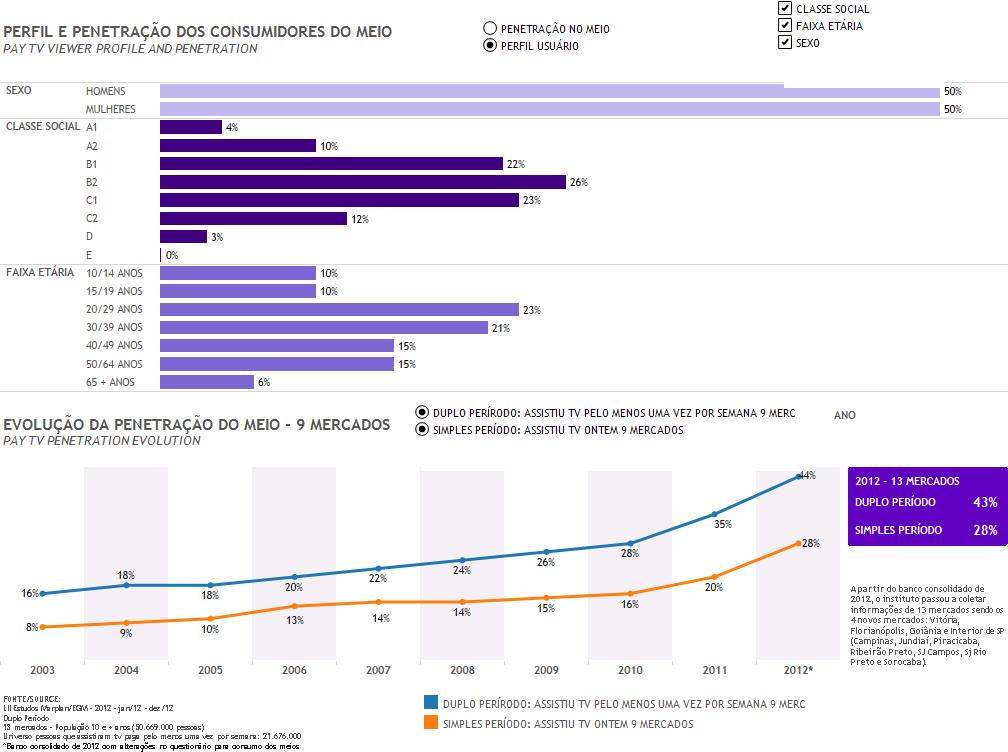 PERFIL E PENETRAÇÃO DOS CONSUMIDORES DO MEIO
PAY TV VIEWER PROFILE AND PENETRATION
PENETRAÇÃO NO MEIO
PERFIL USUÁRIO
CLASSE SOCIAL
FAIXA ETÁRIA
SEXO
SEXO HOMENS 50%
MULHERES 50%
CLASSE SOCIAL A1 4%
A2 10%
B1 22%
B2 26%
C1 23%
C2 12%
D 3%
E 0%
FAIXA ETÁRIA 10/14 ANOS 10%
15/19 ANOS 10%
20/29 ANOS 23%
30/39 ANOS 21%
40/49 ANOS 15%
50/64 ANOS 15%
65 + ANOS 6%
EVOLUÇÃO DA PENETRAÇÃO DO MEIO - 9 MERCADOS
PAY TV PENETRATION EVOLUTION
DUPLO PERÍRODO: ASSISTIU TV PELO MENOS UMA VEZ POR SEMANA 9 MERC
SIMPLES PERÍODO: ASSISTIU TV ONTEM 9 MERCADOS
ANO
16% 18% 18% 20% 22% 24% 26% 28% 35% 44%
8% 9% 10% 13% 14% 14% 15% 16% 20% 28%
2003 2004 2005 2006 2007 2008 2009 2010 2011 2012*
2012 - 13 MERCADOS
DUPLO PERÍODO 43%
SIMPLES PERÍODO 28%
A partir do banco consolidado de
2012, o instituto passou a coletar
informações de 13 mercados sendo os
4 novos mercados: Vitória,
Florianópolis, Goiânia e Interior de SP
(Campinas, Jundiaí, Piracicaba,
Ribeirão Preto, SJ Campos, Sj Rio
Preto e Sorocaba).
DUPLO PERÍRODO: ASSISTIU TV PELO MENOS UMA VEZ POR SEMANA 9 MERC
SIMPLES PERÍODO: ASSISTIU TV ONTEM 9 MERCADOS
FONTE/SOURCE:
LIII Estudos Marplan/EGM - 2012 - jan/12 - dez/12
Duplo Período
13 mercados - População 10 e + anos (50.669.000 pessoas)
Universo pessoas que assistiram tv paga pelo menos uma vez por semana: 21.676.000
*Banco consolidado de 2012 com alterações no questionário para consumo dos meios